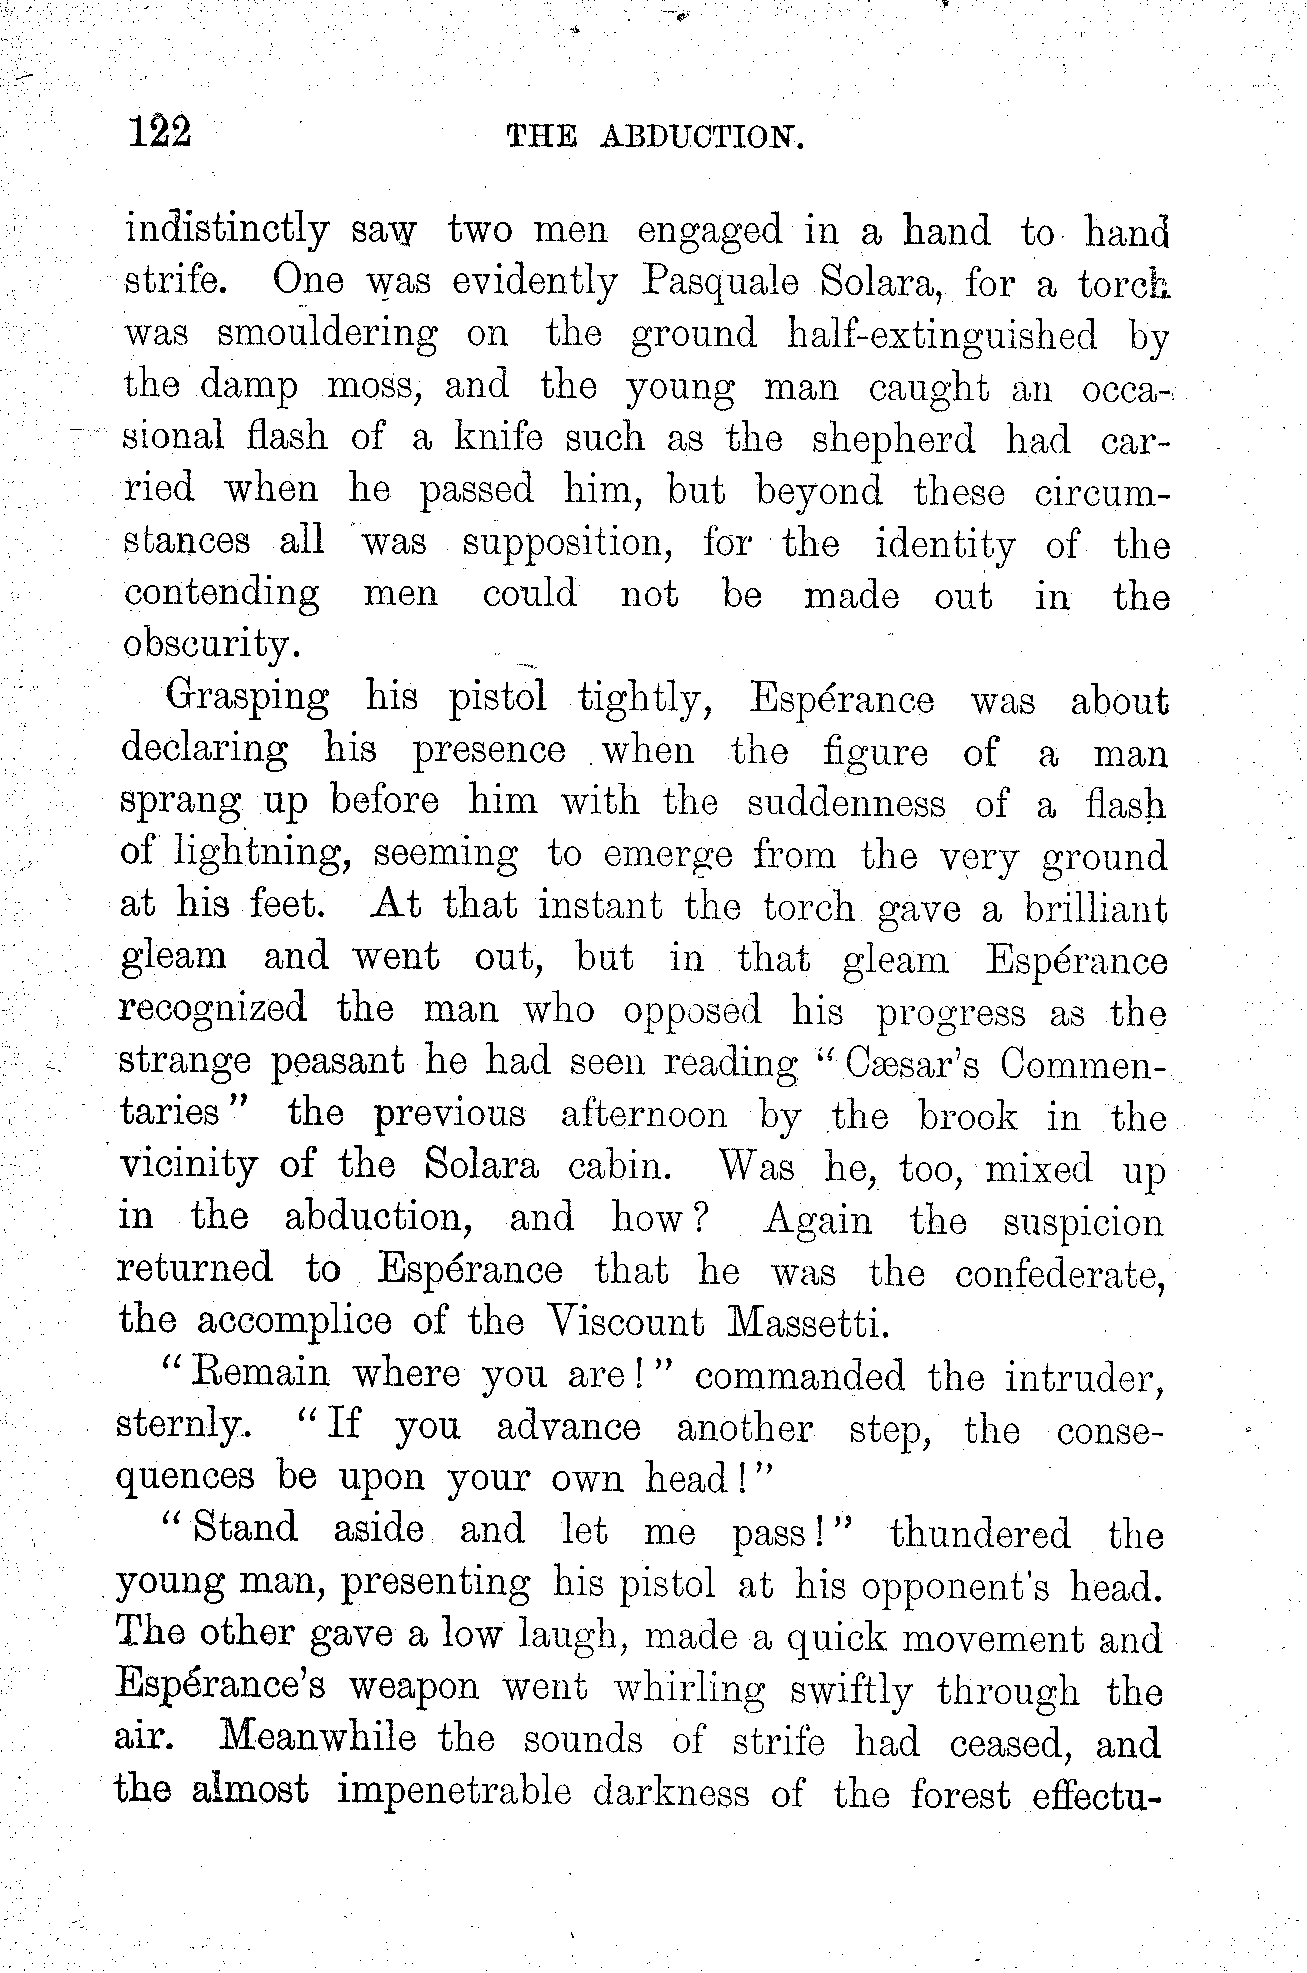 122 THE ABDUCTION.
indistinctly saw two men engaged in a hand to hand
strife. One was evidently Pasquale Solara, for a torch
was smouldering on the ground half-extinguished by
the damp moss, and the young man caught an occa-
sional flash of a knife such as the shepherd had car-
ried when he passed him, but beyond these circum-
stances all was supposition, for the identity of the
contending men could not be made out in the
obscurity.
Grasping his pistol tightly, Espérance was about
declaring his presence when the figure of a man
sprang up before him with the suddenness of a flash
of lightning, seeming to emerge from the very ground
at his feet. At that instant the torch gave a brilliant
gleam and went out, but in that gleam Espérance
recognized the man who opposed his progress as the
strange peasant he had seen reading “Cæsar's Commen-
taries” the previous afternoon by the brook in the
vicinity of the Solara cabin. Was he, too, mixed up
in the abduction, and how? Again the suspicion
returned to Espérance that he was the confederate,
the accomplice of the Viscount Massetti.
“Remain where you are!” commanded the intruder,
sternly. “If you advance another step, the conse-
quences be upon your own head!”
“Stand aside and let me pass!” thundered the
young man, presenting his pistol at his opponent's head.
The other gave a low laugh, made a quick movement and
Espérance's weapon went whirling swiftly through the
air. Meanwhile the sounds of strife had ceased, and
the almost impenetrable darkness of the forest effectu-